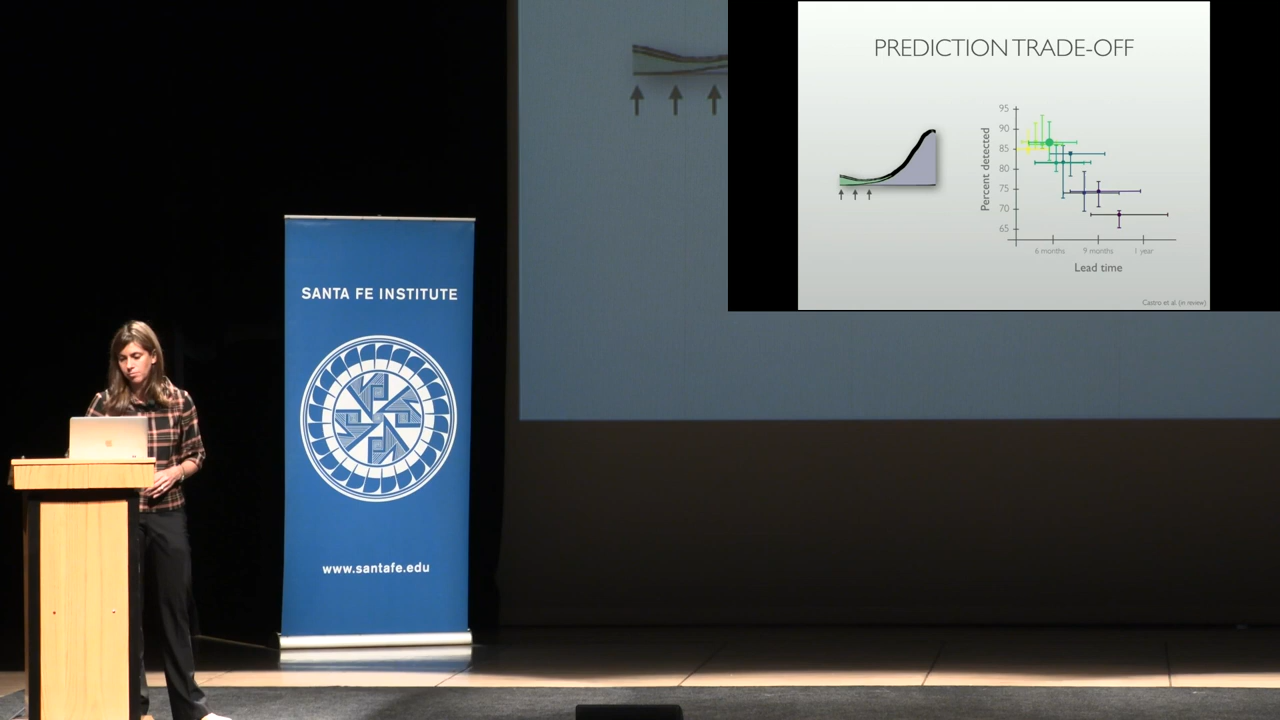 PREDICTION TRADE-OFF
95
90
85
80
75
70
65
Percent detected
6 months
9 months
1 year
Lead time
Castro et al (in review)
SANTA FE INSTITUTE
www.santafe.edu